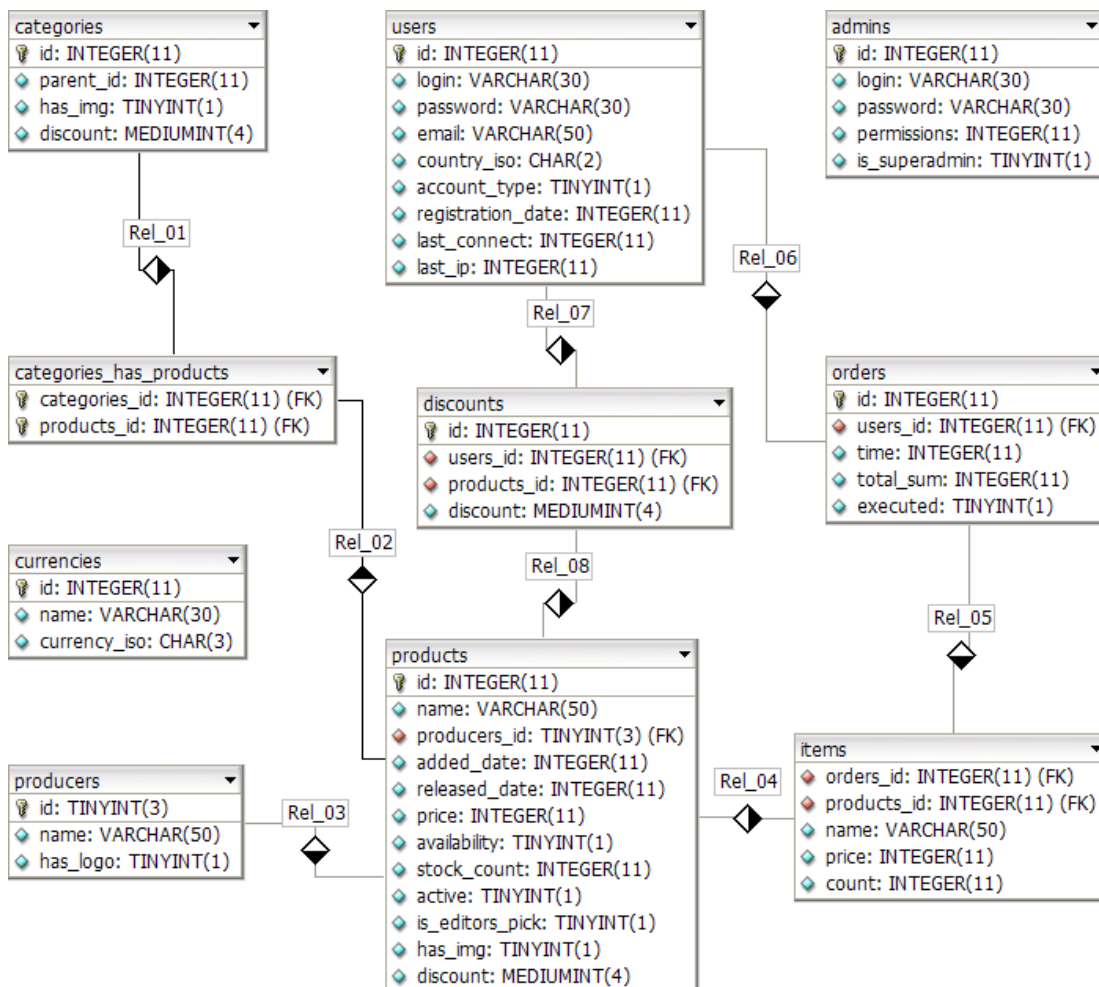 categories
id: INTEGER(11)
parent_id: INTEGER(11)
has_img: TINYINT(1)
discount: MEDIUMINT(4)
users
id: INTEGER(11)
login: VARCHAR(30)
password: VARCHAR(30)
email: VARCHAR(50)
country_iso: CHAR(2)
account_type: TINYINT(1)
registration_date: INTEGER(11)
last_connect: INTEGER(11)
last_ip: INTEGER(11)
admins
id: INTEGER(11)
login: VARCHAR(30)
password: VARCHAR(30)
permissions: INTEGER(11)
is_superadmin: TINYINT(1)
Rel_01
Rel_06
Rel_07
categories_has_products
categories_id: INTEGER(11) (FK)
products_id: INTEGER(11) (FK)
discounts
id: INTEGER(11)
users_id: INTEGER(11) (FK)
products_id: INTEGER(11) (FK)
discount: MEDIUMINT(4)
orders
id: INTEGER(11)
users_id: INTEGER(11) (FK)
time: INTEGER(11)
total_sum: INTEGER(11)
executed: TINYINT(1)
Rel_02
Rel_08
currencies
id: INTEGER(11)
name: VARCHAR(30)
currency_iso: CHAR(3)
Rel_05
products
id: INTEGER(11)
name: VARCHAR(50)
producers_id: TINYINT(3) (FK)
added_date: INTEGER(11)
released_date: INTEGER(11)
price: INTEGER(11)
availability: TINYINT(1)
stock_count: INTEGER(11)
active: TINYINT(1)
is_editors_pick: TINYINT(1)
has_img: TINYINT(1)
discount: MEDIUMINT(4)
items
orders_id: INTEGER(11) (FK)
products_id: INTEGER(11) (FK)
name: VARCHAR(50)
price: INTEGER(11)
count: INTEGER(11)
Rel_04
producers
id: TINYINT(3)
name: VARCHAR(50)
has_logo: TINYINT(1)
Rel_03